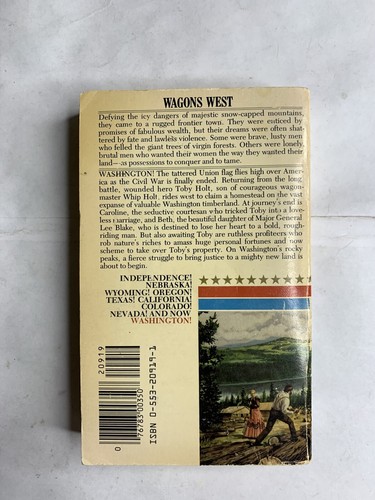 WAGONS WEST
Defying the icy dangers of majestic snow-capped mountains,
they came to a rugged frontier town. They were enticed by
promises of fabulous wealth, but their dreams were often shat-
tered by fate and lawless violence. Some were brave, lusty men
who felled the giant trees of virgin forests. Others were lonely,
brutal men who wanted their women the way they wanted their
land—as possessions to conquer and to tame.
WASHINGTON! The tattered Union flag flies high over Amer-
ica as the Civil War is finally ended. Returning from the long
battle, wounded hero Toby Holt, son of courageous wagon-
master Whip Holt, rides west to claim a homestead on the vast
expanse of valuable Washington timberland. At journey's end is
Caroline, the seductive courtesan who tricked Toby into a love-
less marriage, and Beth, the beautiful daughter of Major General
Lee Blake, who is destined to lose her heart to a bold, rough-
riding man. But also awaiting Toby are ruthless profiteers who
rob nature's riches to amass huge personal fortunes and now
scheme to take over Toby's property. On Washington's rocky
peaks, a fierce struggle to bring justice to a mighty new land is
about to begin.
INDEPENDENCE!
NEBRASKA!
WYOMING! OREGON!
TEXAS! CALIFORNIA!
COLORADO!
NEVADA! AND NOW
WASHINGTON!
20919
0 76783 00350
ISBN 0-553-20919-1